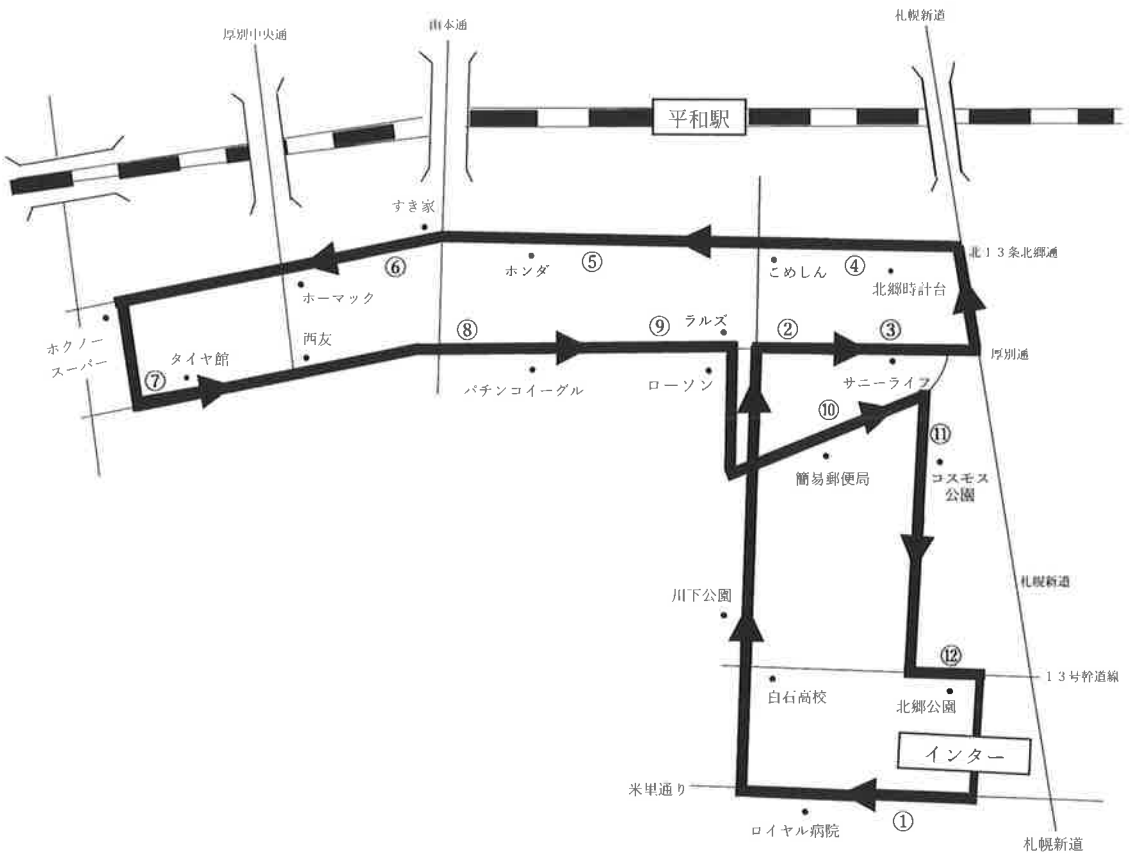 札幌新道
山本通
厚別中央通
平和駅
すき家
⑥
ホンダ
⑤
こめしん
④
北郷時計台
北13条北郷通
ホーマック
ホクノー
スーパー
西友
⑧
⑨
ラルズ
②
③
厚別通
タイヤ館
⑦
パチンコイーグル
ローソン
サニーライフ
⑩
⑪
簡易郵便局
コスモス
公園
札幌新道
川下公園
⑫
13号幹道線
白石高校
北郷公園
インター
米里通り
①
ロイヤル病院
札幌新道